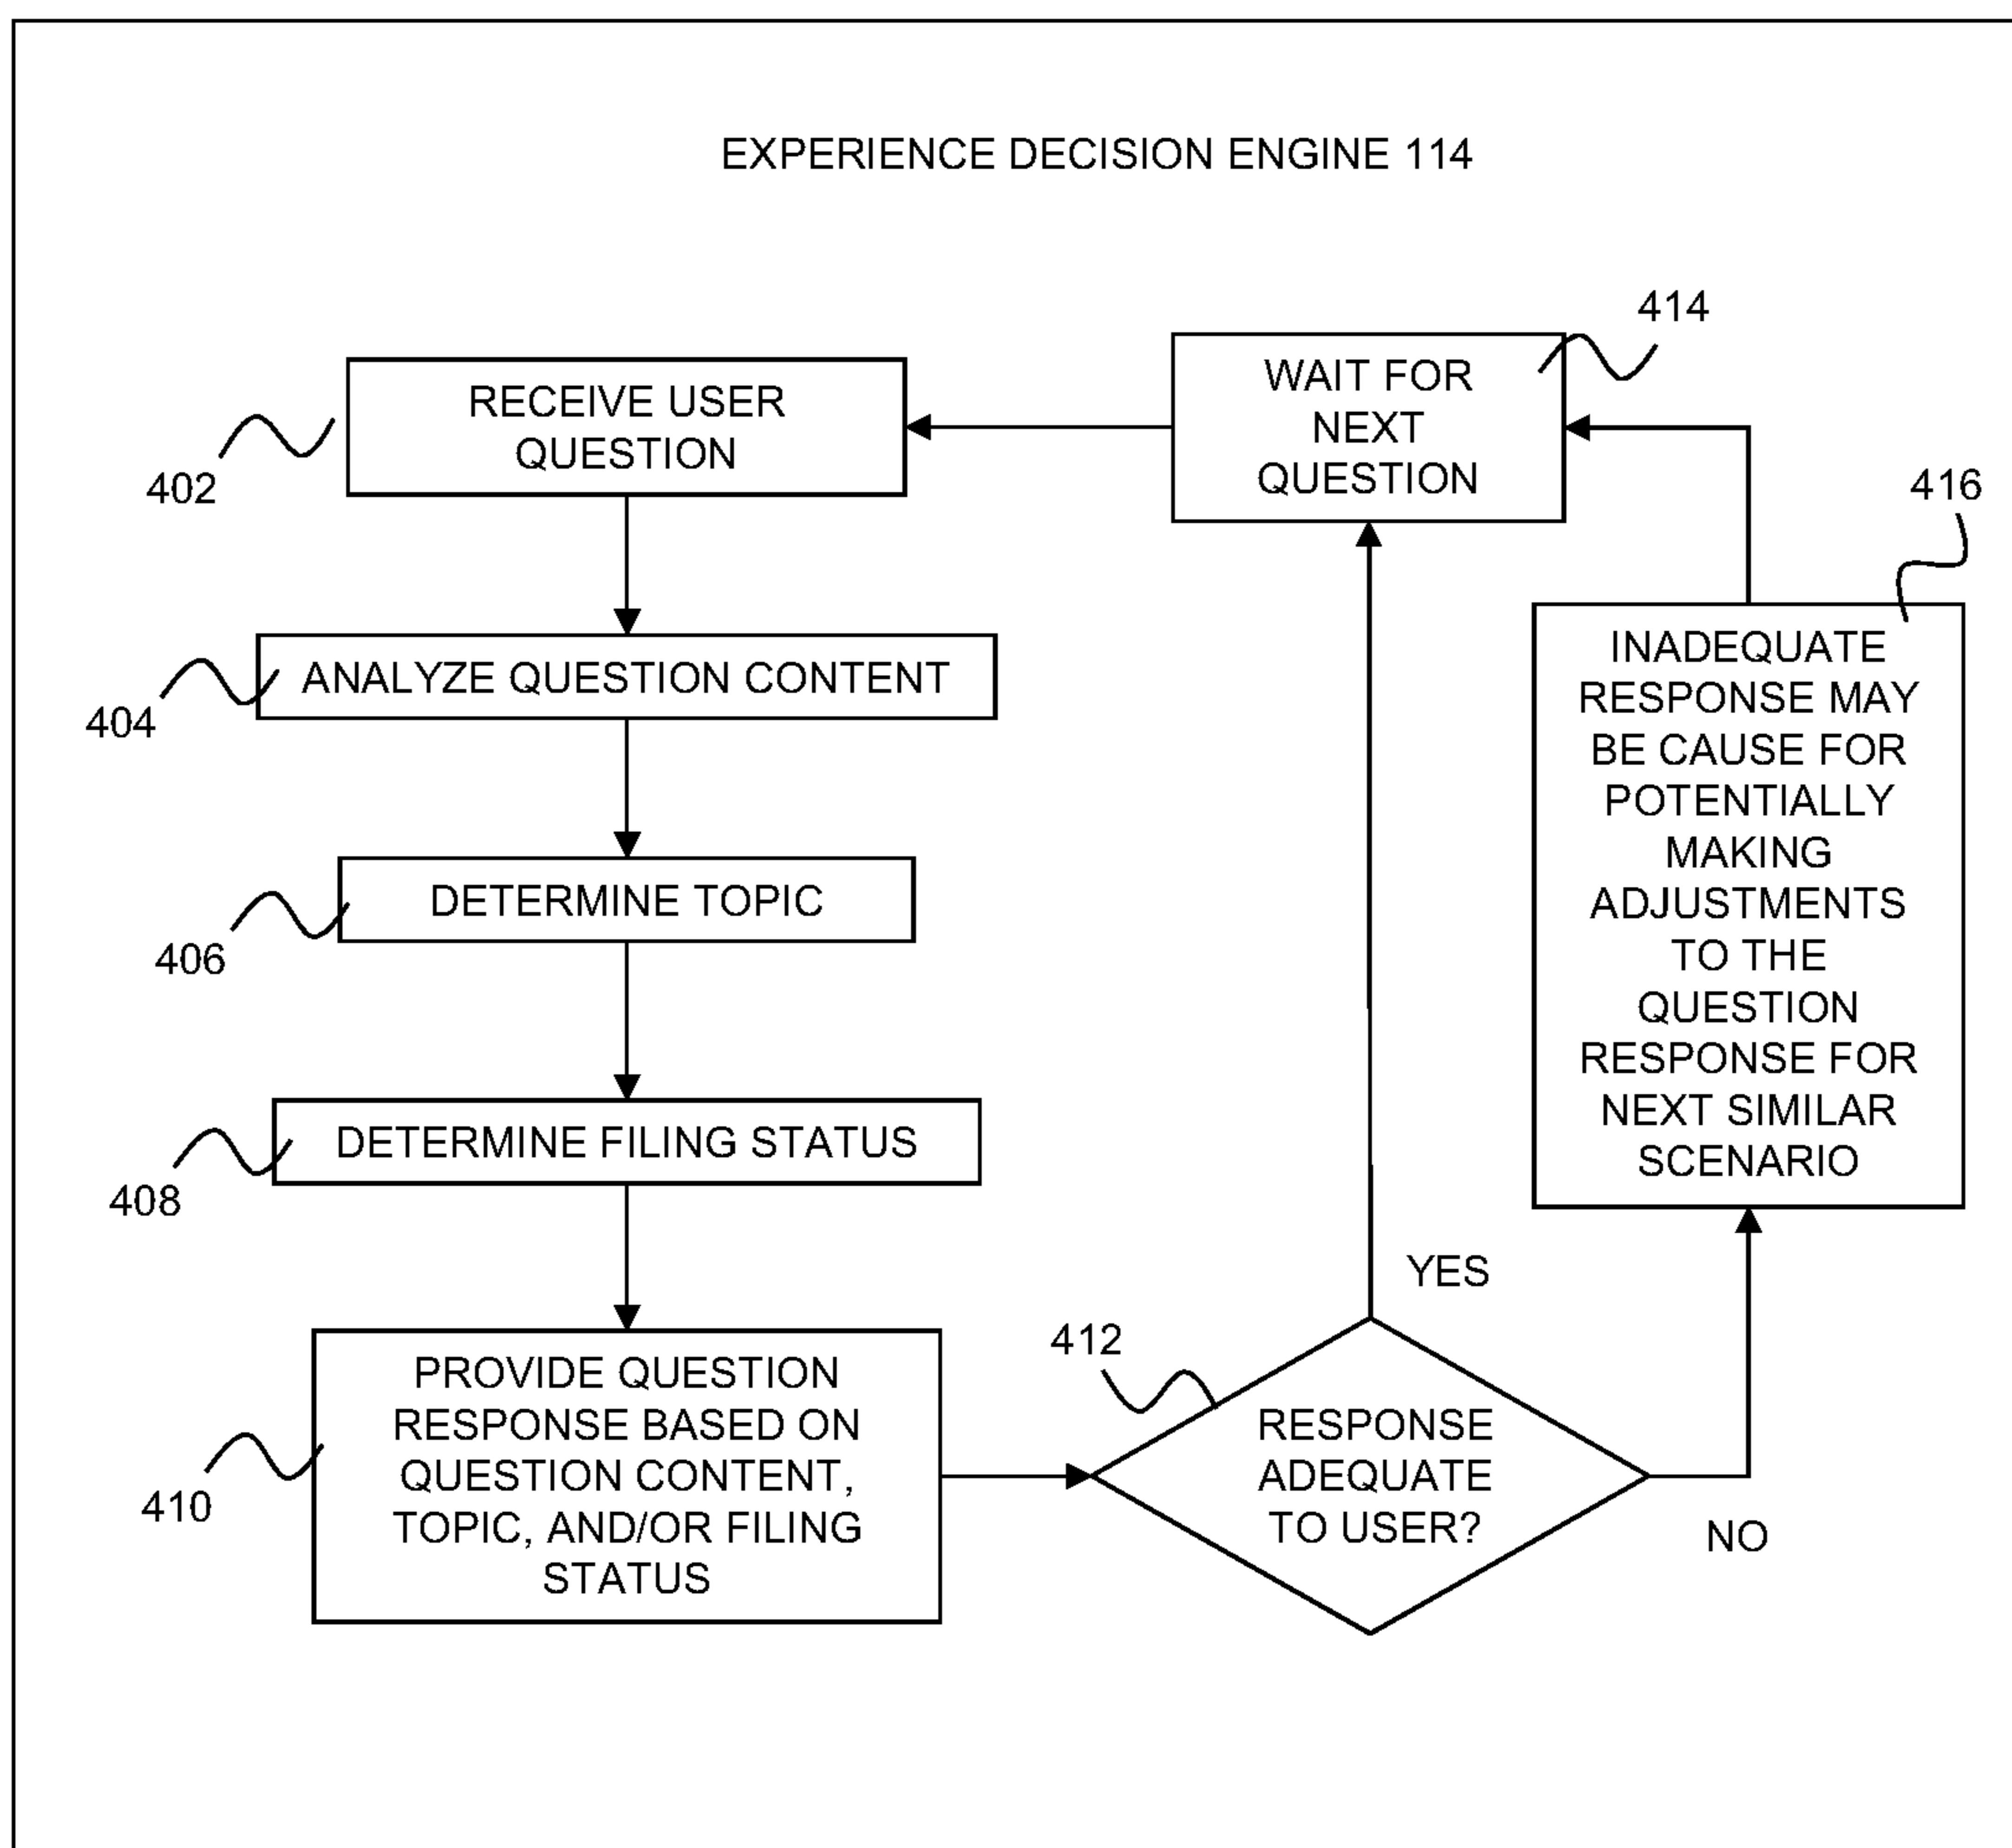 EXPERIENCE DECISION ENGINE 114
RECEIVE USER
QUESTION
402
ANALYZE QUESTION CONTENT
404
DETERMINE TOPIC
406
DETERMINE FILING STATUS
408
PROVIDE QUESTION
RESPONSE BASED ON
QUESTION CONTENT,
TOPIC, AND/OR FILING
STATUS
410
412
RESPONSE
ADEQUATE
TO USER?
YES
NO
414
WAIT FOR
NEXT
QUESTION
416
INADEQUATE
RESPONSE MAY
BE CAUSE FOR
POTENTIALLY
MAKING
ADJUSTMENTS
TO THE
QUESTION
RESPONSE FOR
NEXT SIMILAR
SCENARIO